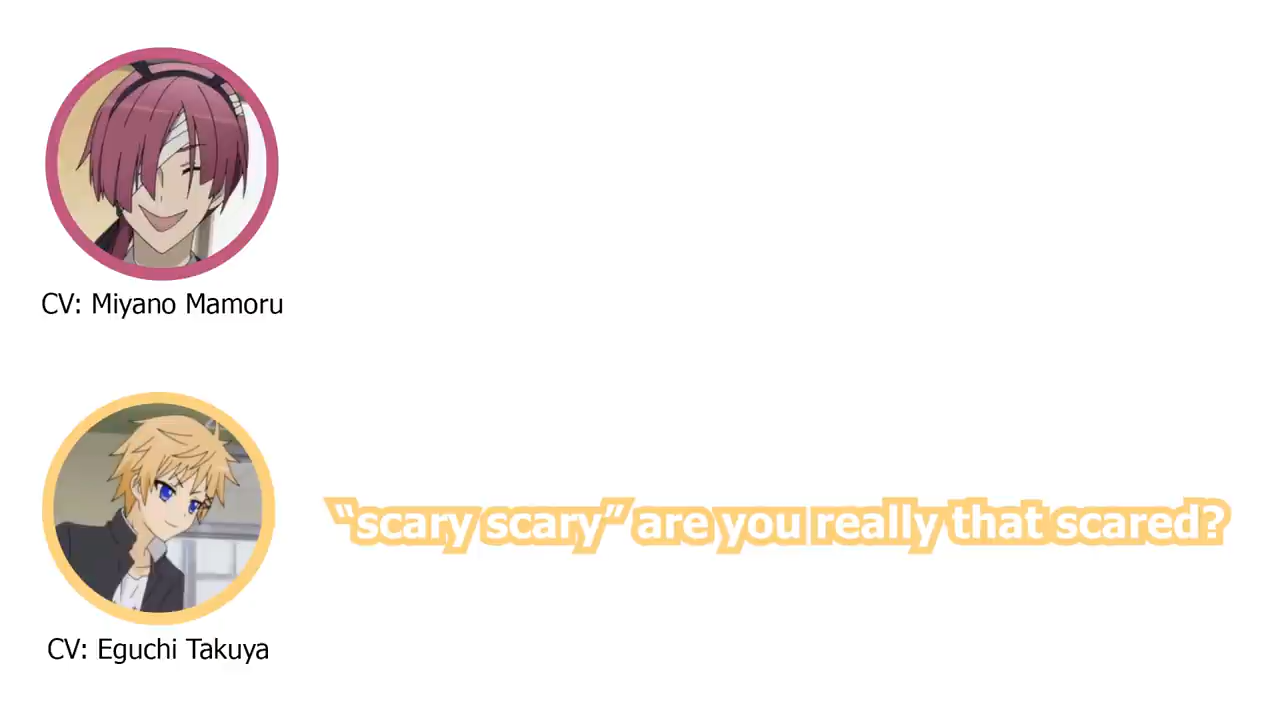 CV: Miyano Mamoru
“scary scary” are you really that scared?
CV: Eguchi Takuya